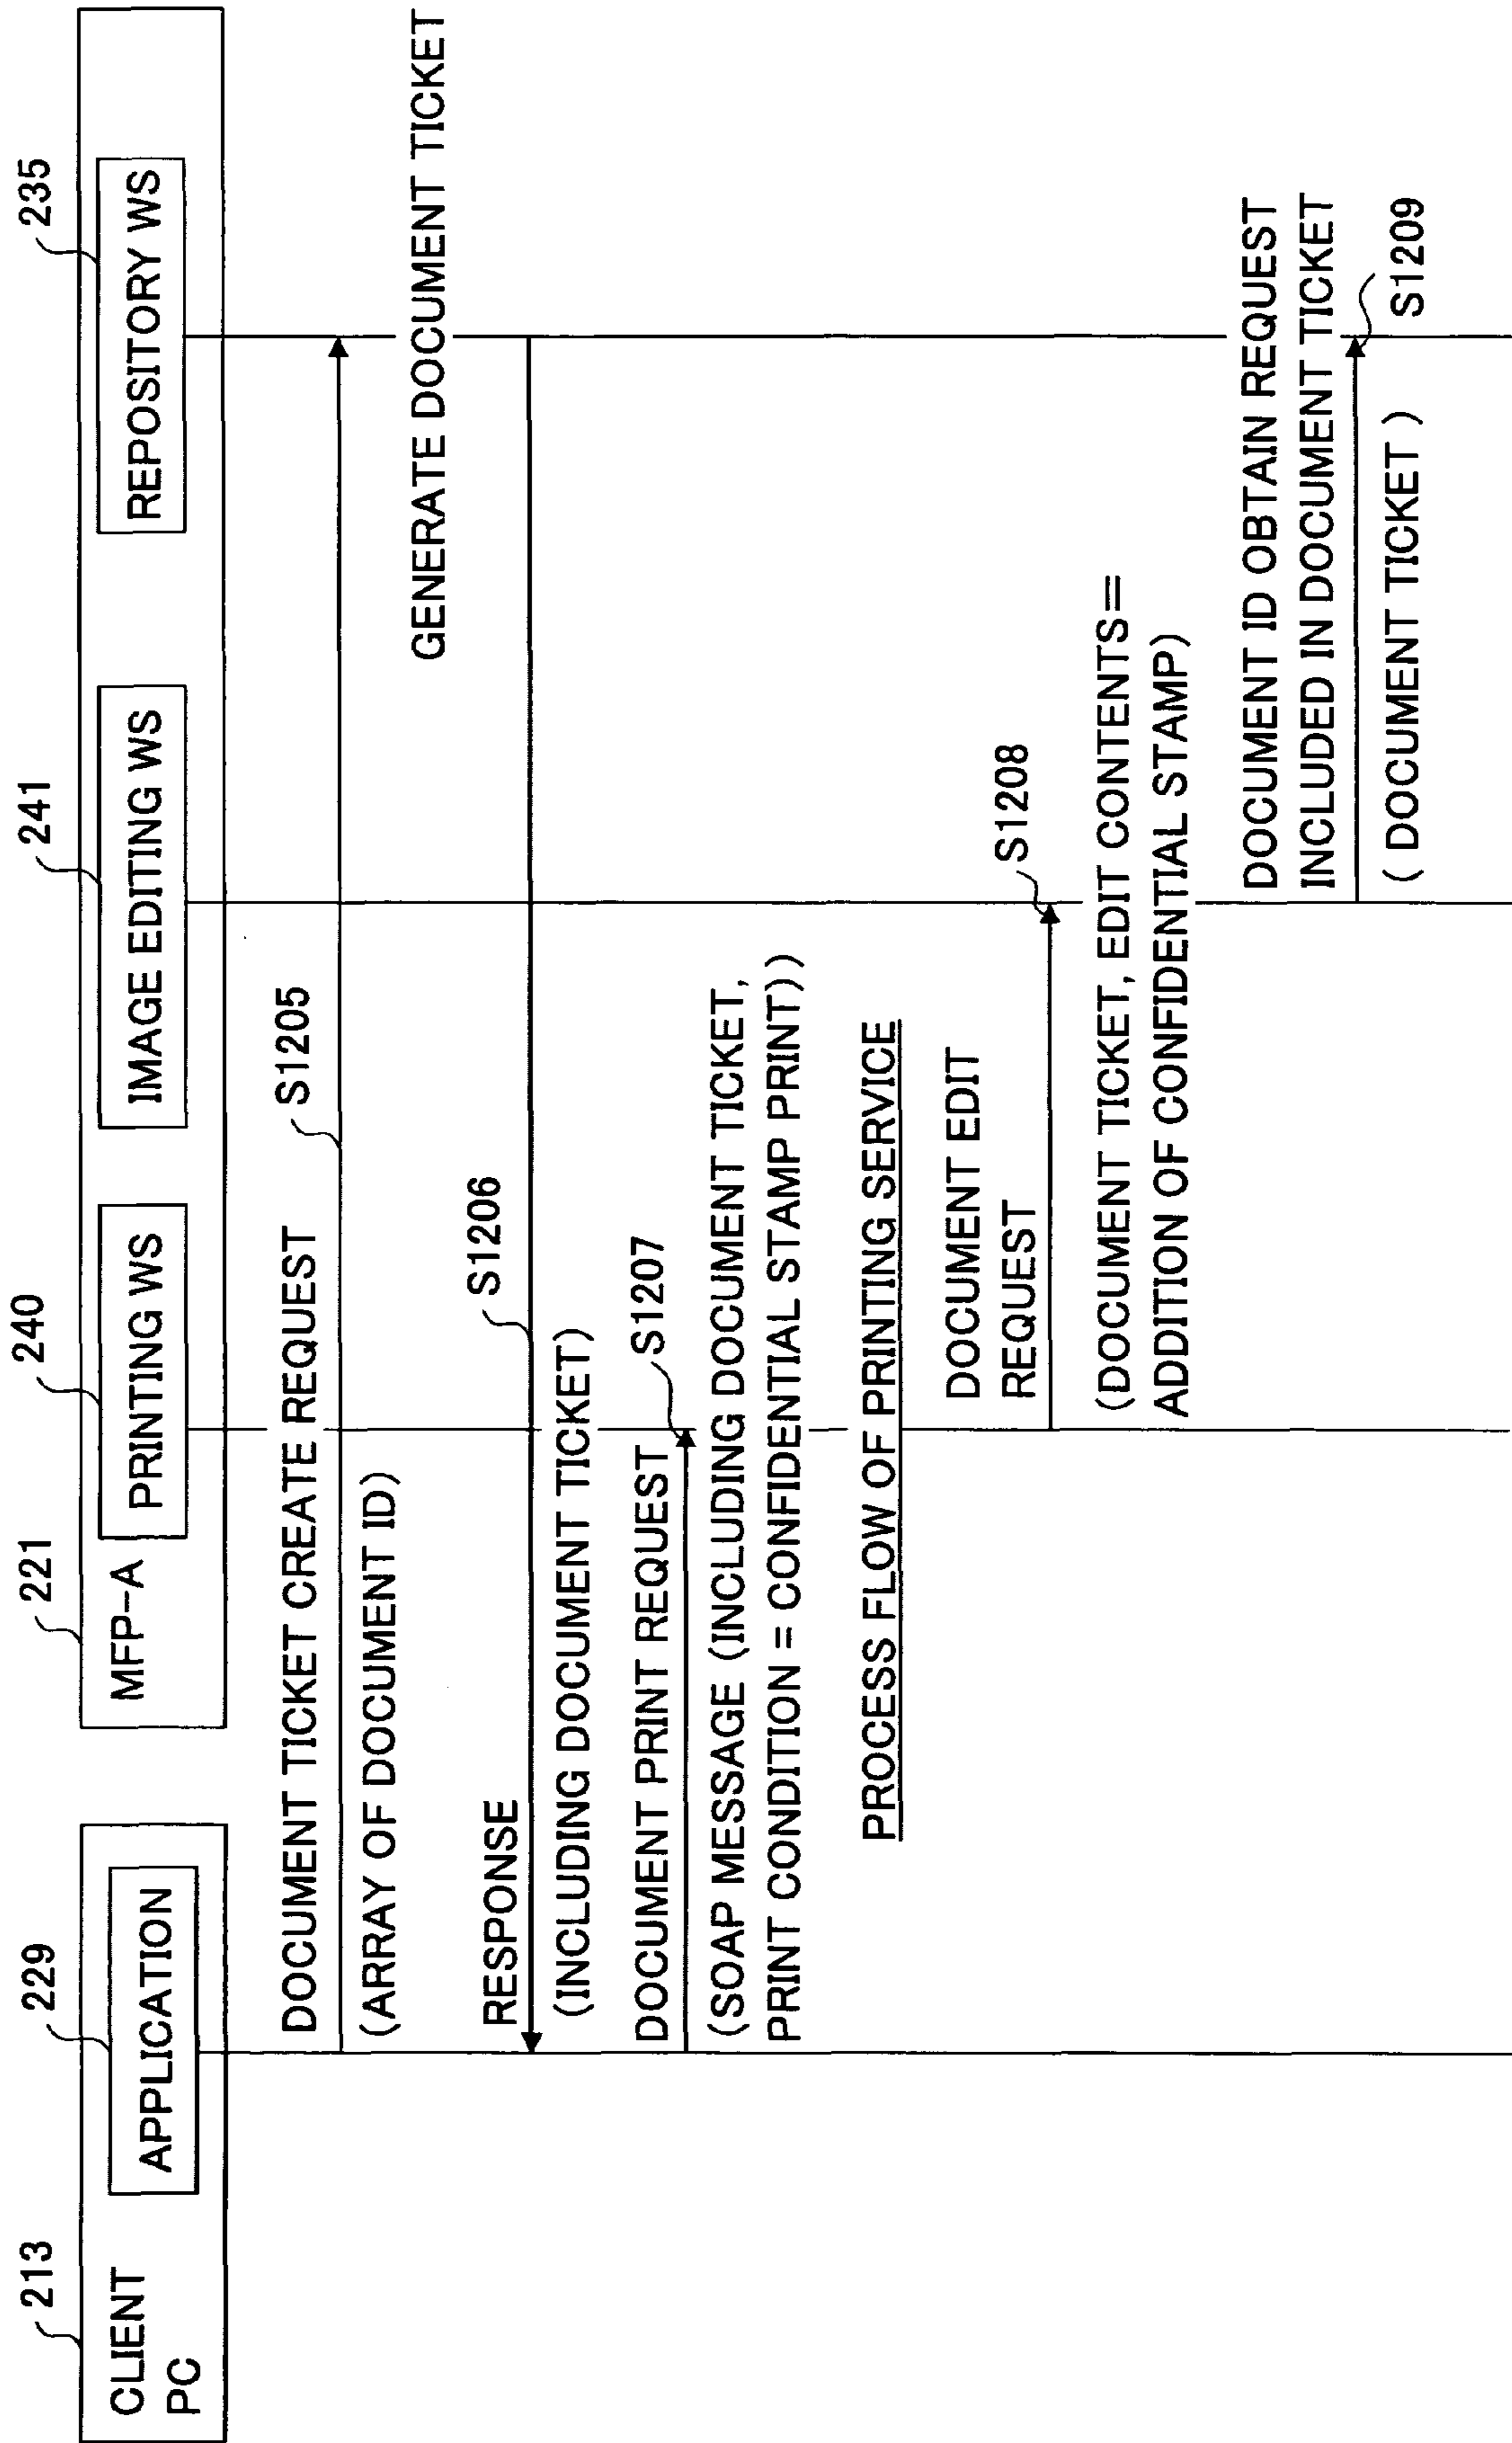 213
CLIENT
PC
229
APPLICATION
221
MFP-A
240
PRINTING WS
241
IMAGE EDITING WS
235
REPOSITORY WS
DOCUMENT TICKET CREATE REQUEST
S1205
(ARRAY OF DOCUMENT ID)
GENERATE DOCUMENT TICKET
RESPONSE
S1206
(INCLUDING DOCUMENT TICKET)
DOCUMENT PRINT REQUEST
S1207
(SOAP MESSAGE (INCLUDING DOCUMENT TICKET,
PRINT CONDITION = CONFIDENTIAL STAMP PRINT))
PROCESS FLOW OF PRINTING SERVICE
DOCUMENT EDIT
REQUEST
S1208
(DOCUMENT TICKET, EDIT CONTENTS=
ADDITION OF CONFIDENTIAL STAMP)
DOCUMENT ID OBTAIN REQUEST
INCLUDED IN DOCUMENT TICKET
S1209
( DOCUMENT TICKET )